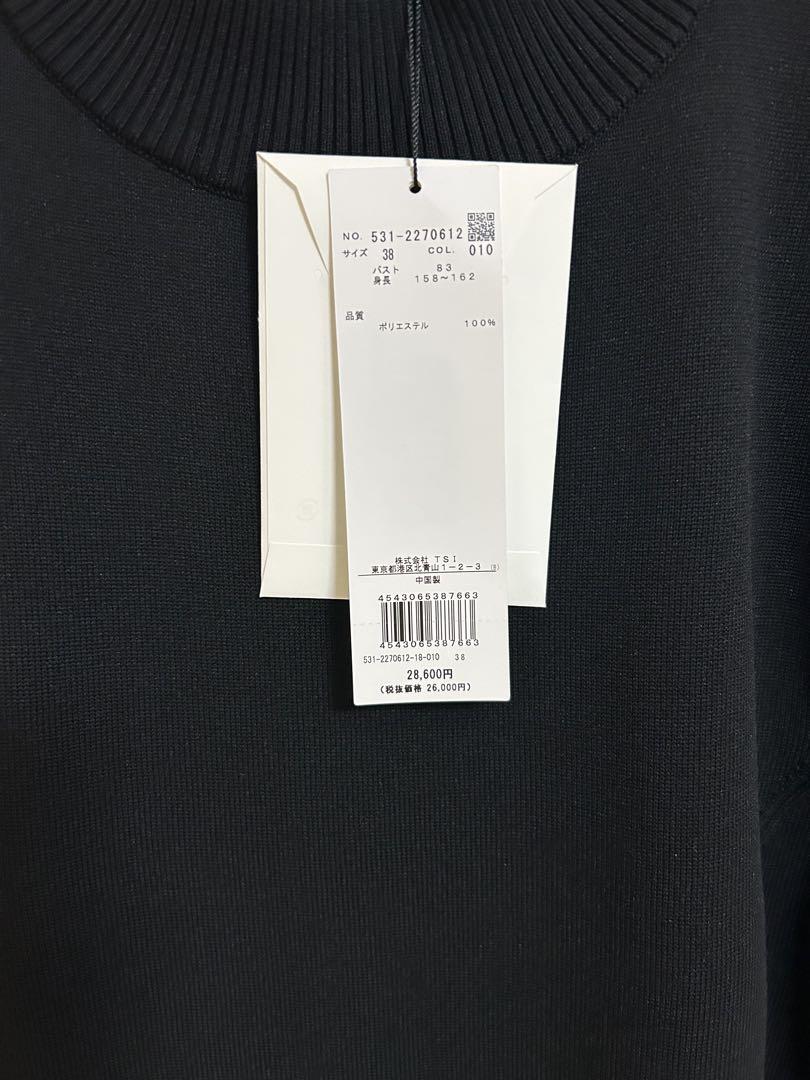 NO. 531-2270612
サイズ 38 COL. 010
バスト 83
身長 158〜162
品質
ポリエステル 100%
株式会社 TSI
東京都港区北青山1-2-3 (B)
中国製
4543065387663
4543065387663
531-2270612-18-010 38
28,600円
(税抜価格 26,000円)